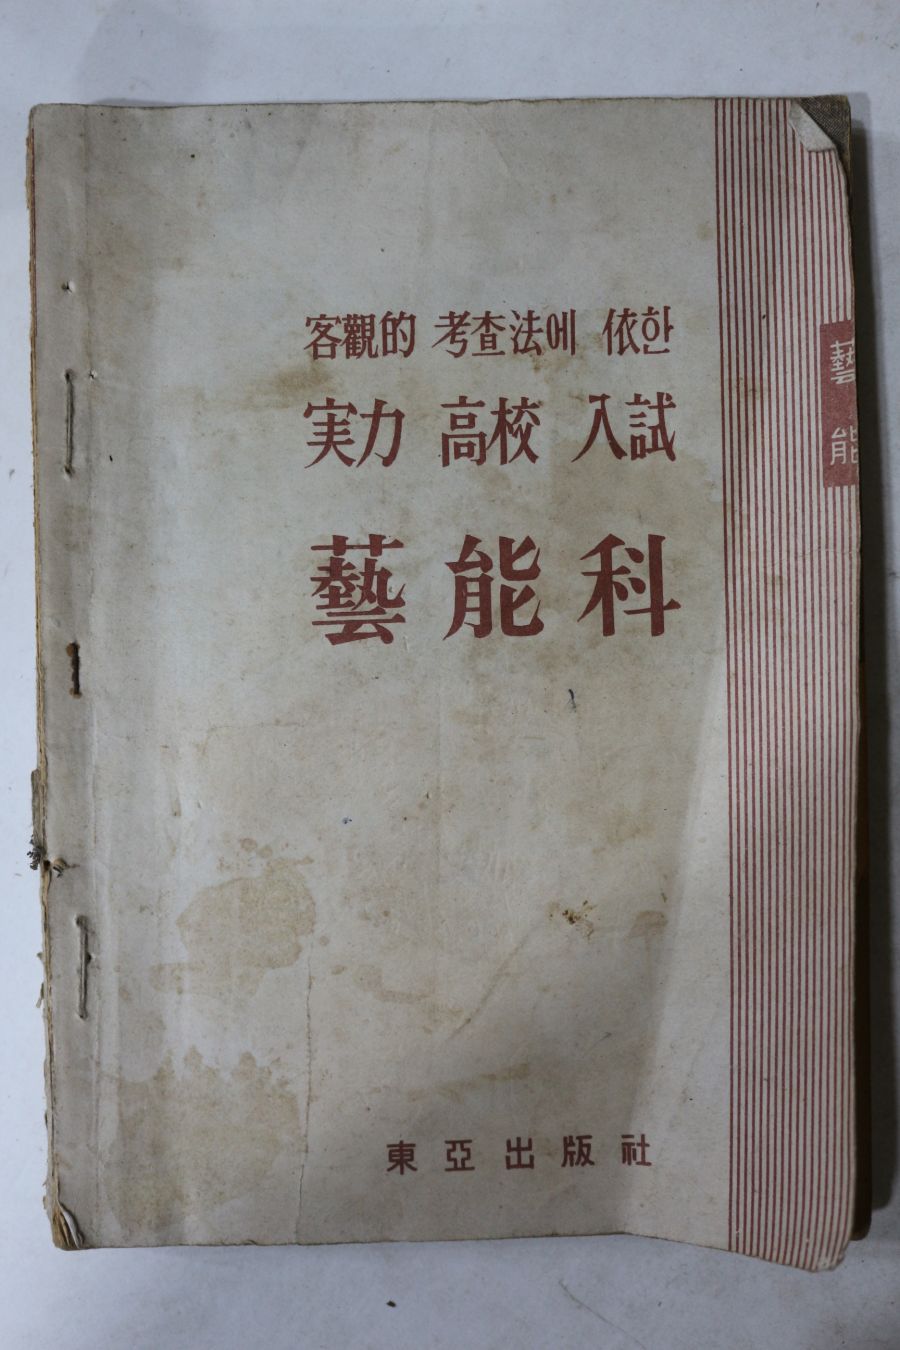 客觀的 考査法에 依한
実力 高校 入試
藝能科
藝能
東亞出版社